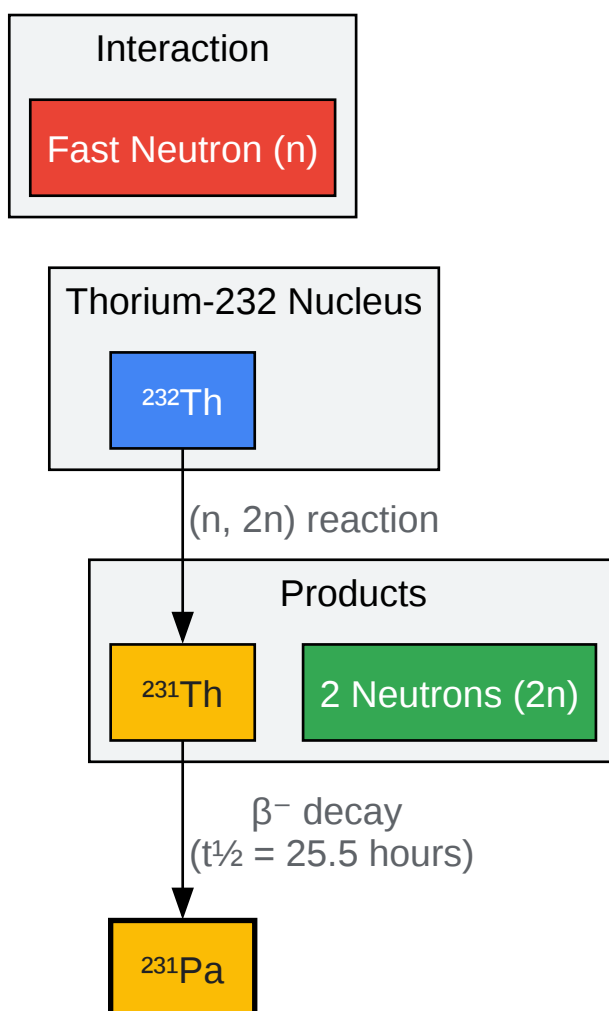 Interaction
Fast Neutron (n)
Thorium-232 Nucleus
²³²Th
(n, 2n) reaction
Products
²³¹Th
2 Neutrons (2n)
β⁻ decay
(t½ = 25.5 hours)
²³¹Pa